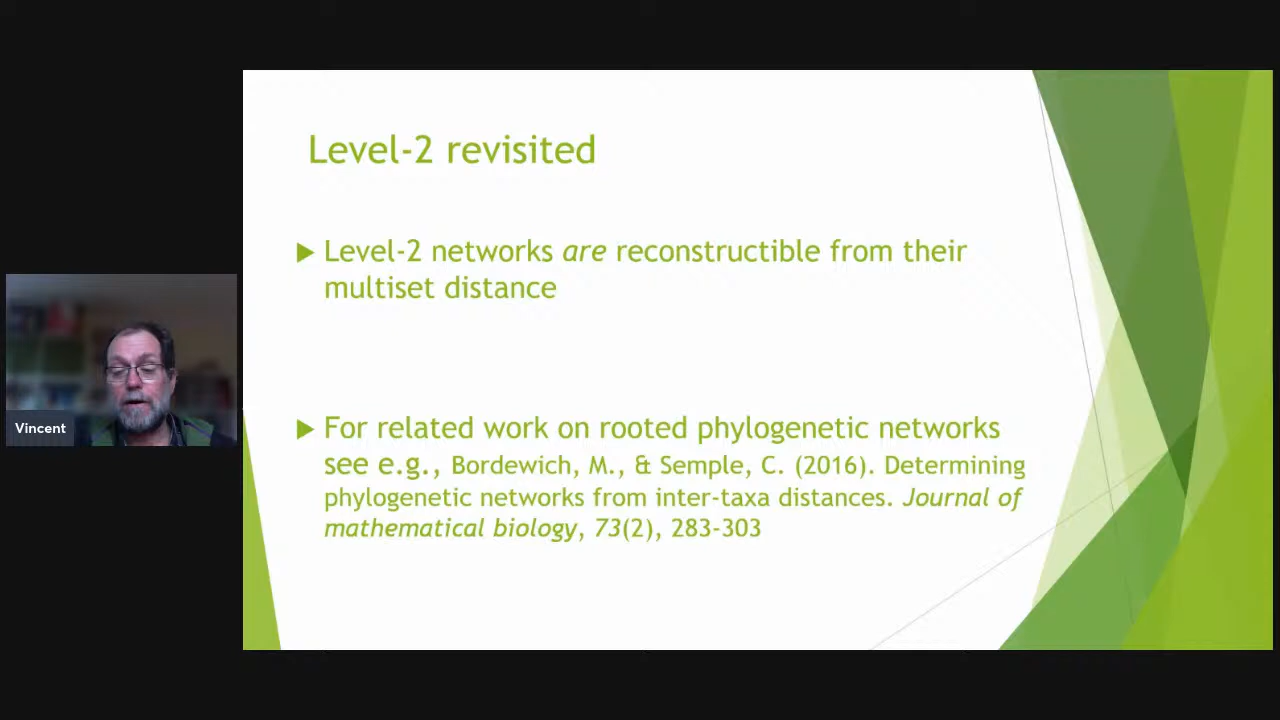 Level-2 revisited
Level-2 networks are reconstructible from their
multiset distance
For related work on rooted phylogenetic networks
see e.g., Bordewich, M., & Semple, C. (2016). Determining
phylogenetic networks from inter-taxa distances. Journal of
mathematical biology, 73(2), 283-303
Vincent